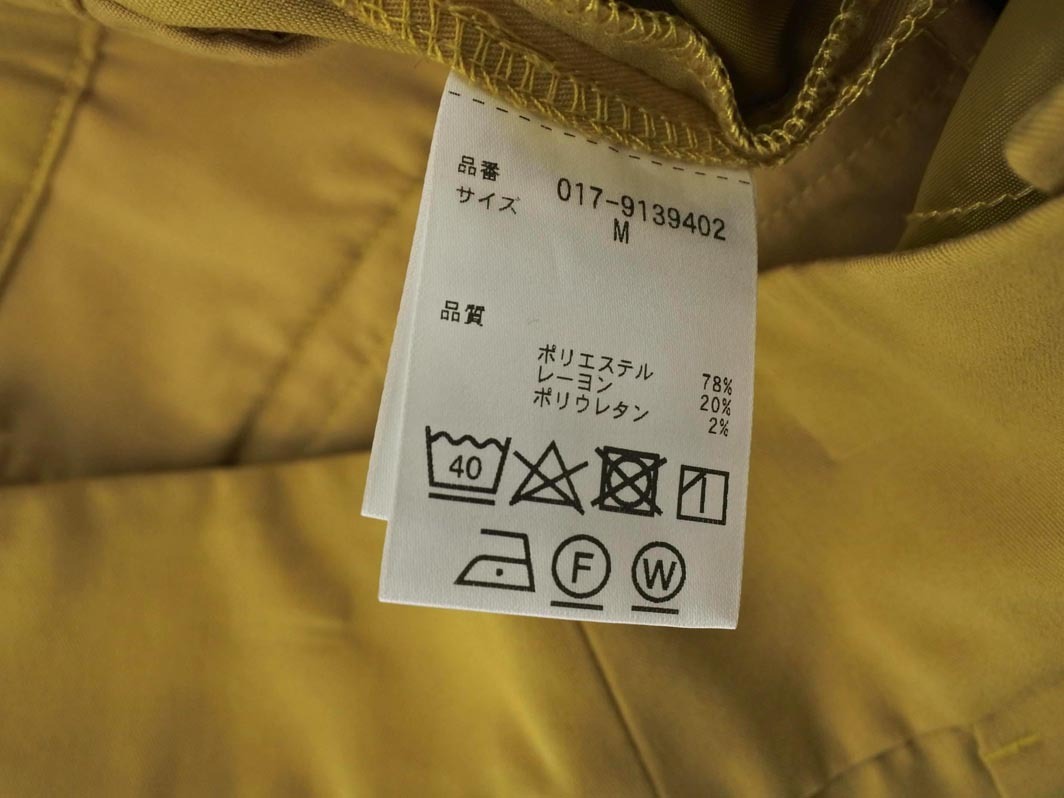 品番 017-9139402
サイズ M
品質
ポリエステル 78%
レーヨン 20%
ポリウレタン 2%
40
F W